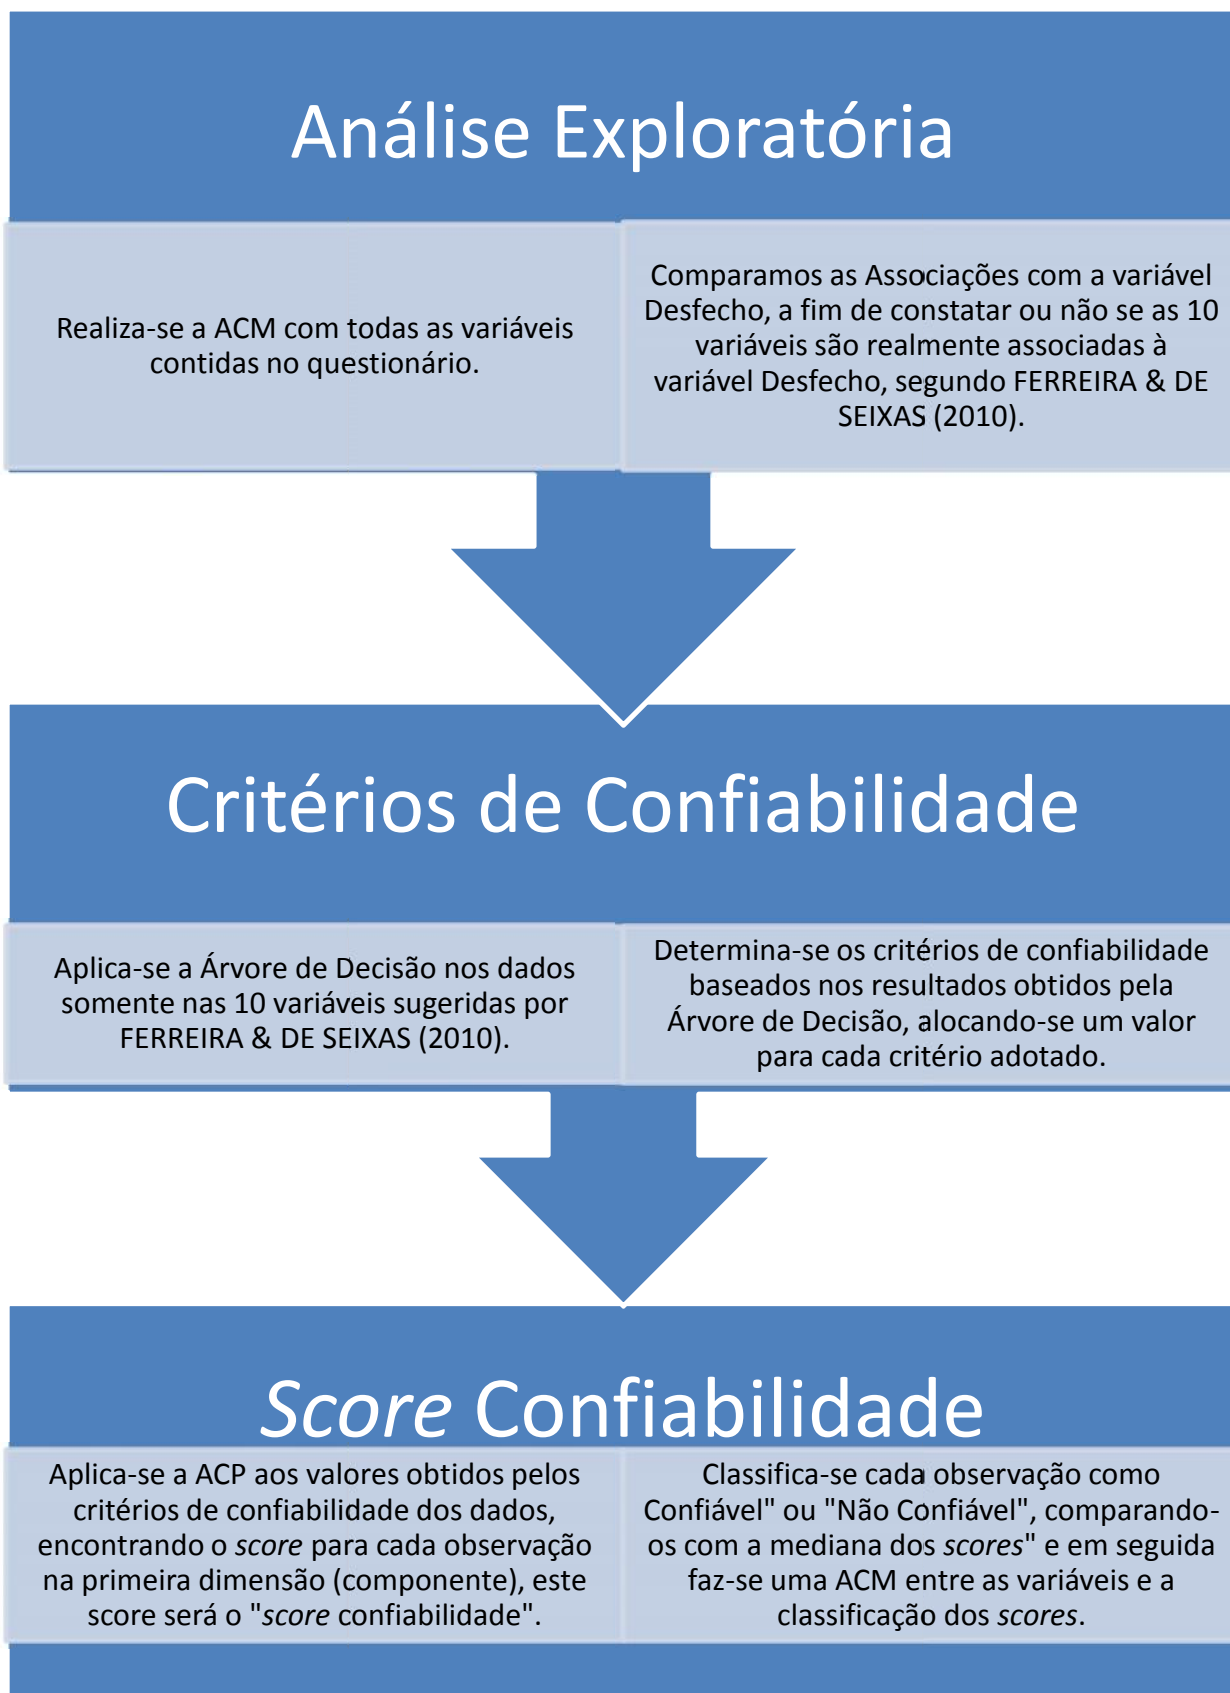 Análise Exploratória
Realiza-se a ACM com todas as variáveis
contidas no questionário.
Comparamos as Associações com a variável
Desfecho, a fim de constatar ou não se as 10
variáveis são realmente associadas à
variável Desfecho, segundo FERREIRA & DE
SEIXAS (2010).
Critérios de Confiabilidade
Aplica-se a Árvore de Decisão nos dados
somente nas 10 variáveis sugeridas por
FERREIRA & DE SEIXAS (2010).
Determina-se os critérios de confiabilidade
baseados nos resultados obtidos pela
Árvore de Decisão, alocando-se um valor
para cada critério adotado.
Score Confiabilidade
Aplica-se a ACP aos valores obtidos pelos
critérios de confiabilidade dos dados,
encontrando o score para cada observação
na primeira dimensão (componente), este
score será o "score confiabilidade".
Classifica-se cada observação como
Confiável" ou "Não Confiável", comparando-
os com a mediana dos scores" e em seguida
faz-se uma ACM entre as variáveis e a
classificação dos scores.